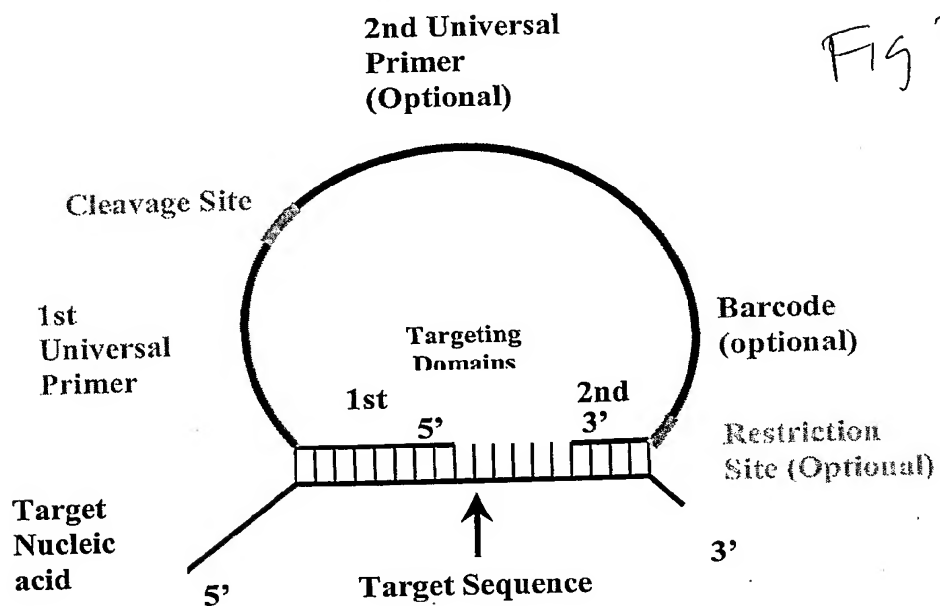 2nd Universal
Primer
(Optional)
Fig
Cleavage Site
1st
Universal
Primer
Targeting
Domains
Barcode
(optional)
1st
2nd
5’
3’
Restriction
Site (Optional)
Target
Nucleic
acid
5’
Target Sequence
3’